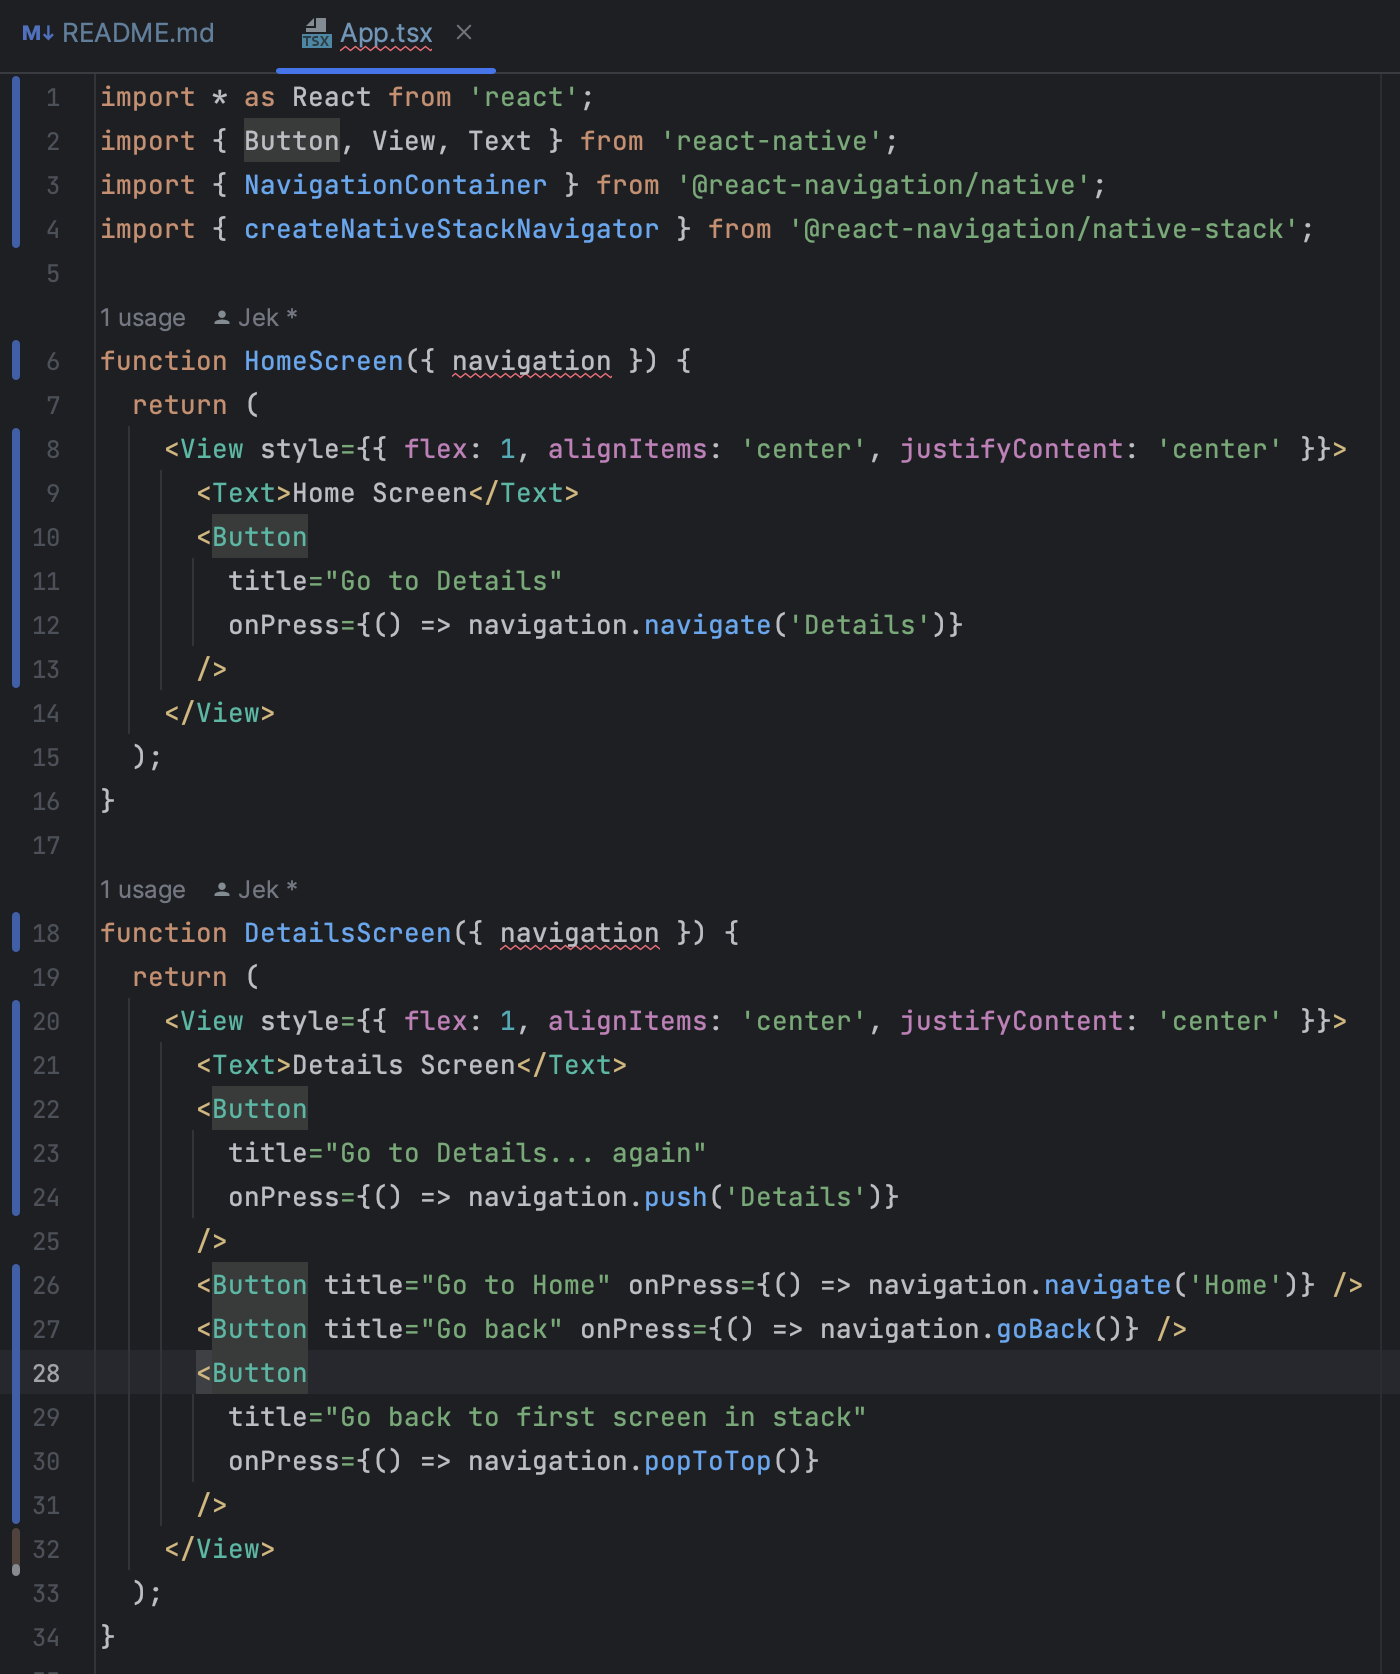 M↓ README.md
TSX App.tsx ×
1 import * as React from 'react';
2 import { Button, View, Text } from 'react-native';
3 import { NavigationContainer } from '@react-navigation/native';
4 import { createNativeStackNavigator } from '@react-navigation/native-stack';
5
1 usage Jek *
6 function HomeScreen({ navigation }) {
7   return (
8     <View style={{ flex: 1, alignItems: 'center', justifyContent: 'center' }}>
9       <Text>Home Screen</Text>
10       <Button
11         title="Go to Details"
12         onPress={() => navigation.navigate('Details')}
13       />
14     </View>
15   );
16 }
17
1 usage Jek *
18 function DetailsScreen({ navigation }) {
19   return (
20     <View style={{ flex: 1, alignItems: 'center', justifyContent: 'center' }}>
21       <Text>Details Screen</Text>
22       <Button
23         title="Go to Details... again"
24         onPress={() => navigation.push('Details')}
25       />
26       <Button title="Go to Home" onPress={() => navigation.navigate('Home')} />
27       <Button title="Go back" onPress={() => navigation.goBack()} />
28       <Button
29         title="Go back to first screen in stack"
30         onPress={() => navigation.popToTop()}
31       />
32     </View>
33   );
34 }